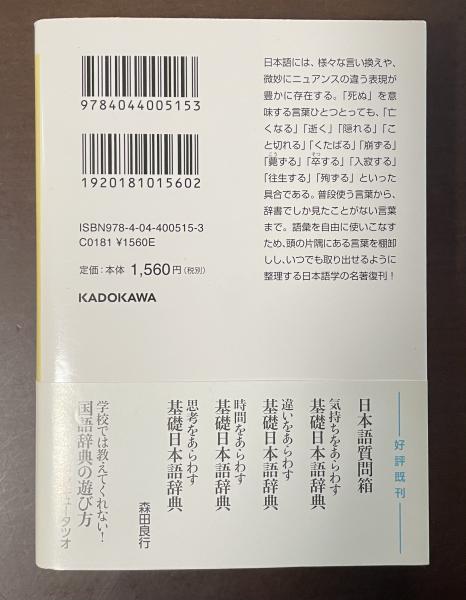 9784044005153
1920181015602
ISBN978-4-04-400515-3
C0181 ¥1560E
定価:本体 1,560円(税別)
KADOKAWA
日本語には、様々な言い換えや、
微妙にニュアンスの違う表現が
豊かに存在する。「死ぬ」を意
味する言葉ひとつとっても、「亡
くなる」「逝く」「隠れる」「こ
と切れる」「くたばる」「崩ずる」
「薨ずる」「卒する」「入寂する」
「往生する」「殉ずる」といった
具合である。普段使う言葉から、
辞書でしか見たことがない言葉
まで。語彙を自由に使いこなす
ため、頭の片隅にある言葉を棚卸
しし、いつでも取り出せるように
整理する日本語学の名著復刊!
好評既刊
日本語質問箱
気持ちをあらわす
基礎日本語辞典
違いをあらわす
基礎日本語辞典
時間をあらわす
基礎日本語辞典
思考をあらわす
基礎日本語辞典
森田良行
学校では教えてくれない!
国語辞典の遊び方
ュータツオ